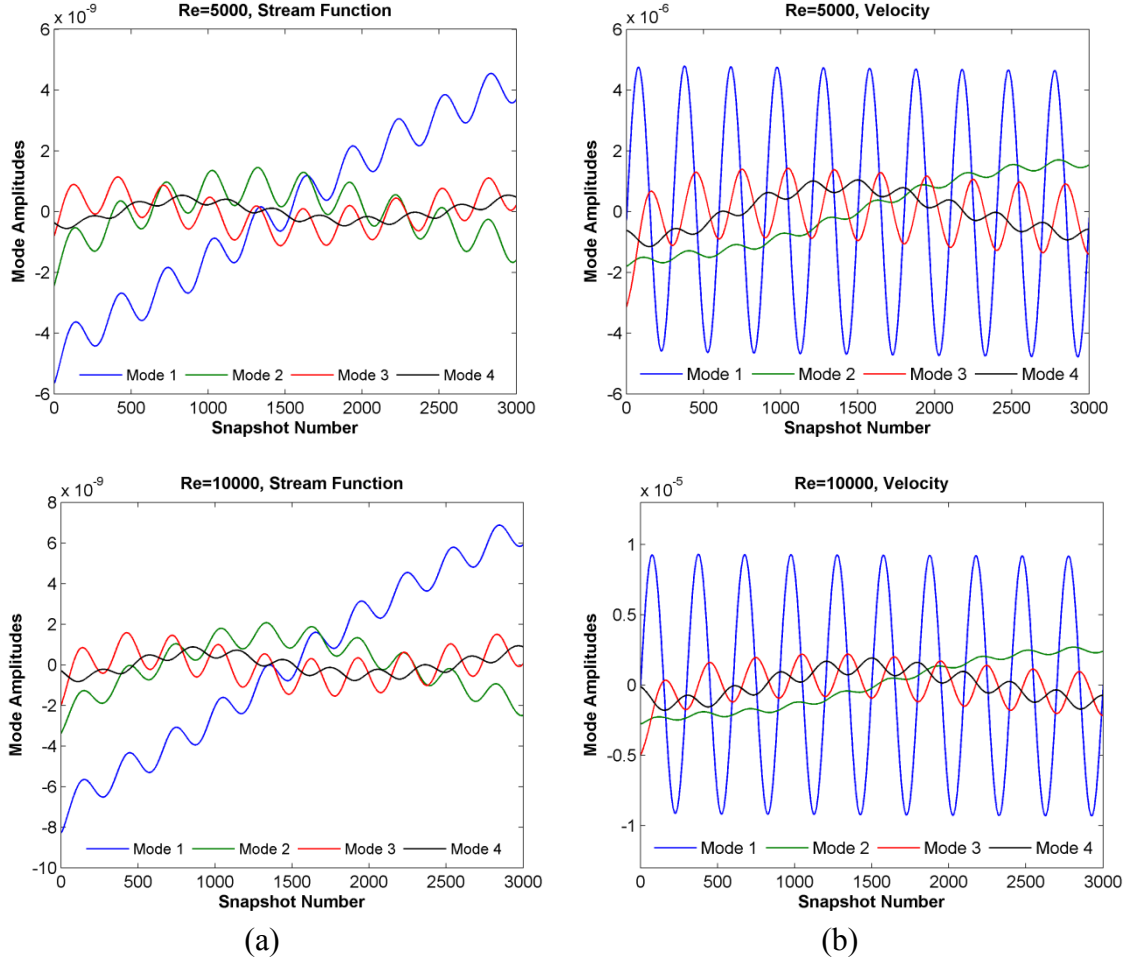 Re=5000, Stream Function
x 10-9
6
4
2
0
-2
-4
-6
Mode Amplitudes
Mode 1 Mode 2 Mode 3 Mode 4
0 500 1000 1500 2000 2500 3000
Snapshot Number
Re=5000, Velocity
x 10-6
6
4
2
0
-2
-4
-6
Mode Amplitudes
Mode 1 Mode 2 Mode 3 Mode 4
0 500 1000 1500 2000 2500 3000
Snapshot Number
Re=10000, Stream Function
x 10-9
8
6
4
2
0
-2
-4
-6
-8
-10
Mode Amplitudes
Mode 1 Mode 2 Mode 3 Mode 4
0 500 1000 1500 2000 2500 3000
Snapshot Number
Re=10000, Velocity
x 10-5
1
0.5
0
-0.5
-1
Mode Amplitudes
Mode 1 Mode 2 Mode 3 Mode 4
0 500 1000 1500 2000 2500 3000
Snapshot Number
(a) (b)